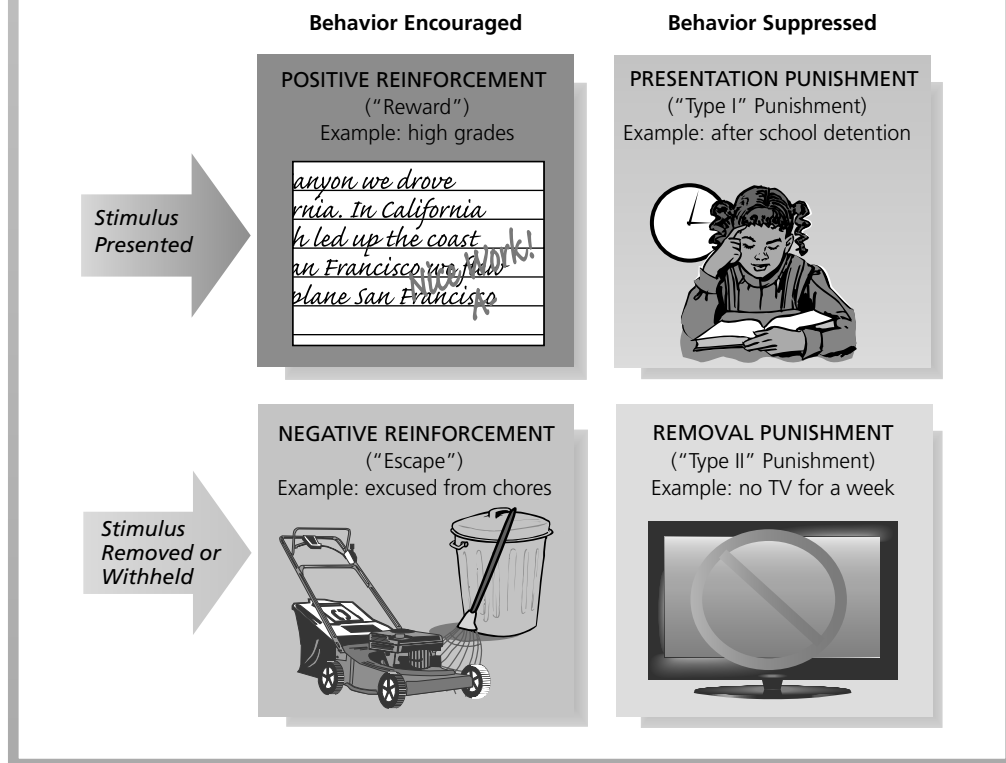 Behavior Encouraged
Behavior Suppressed
Stimulus
Presented
POSITIVE REINFORCEMENT
(“Reward”)
Example: high grades
anyon we drove
rnia. In California
h led up the coast
an Francisco we flew
plane San Francisco
Nice Work!
A-
PRESENTATION PUNISHMENT
(“Type I” Punishment)
Example: after school detention
Stimulus
Removed or
Withheld
NEGATIVE REINFORCEMENT
(“Escape”)
Example: excused from chores
REMOVAL PUNISHMENT
(“Type II” Punishment)
Example: no TV for a week